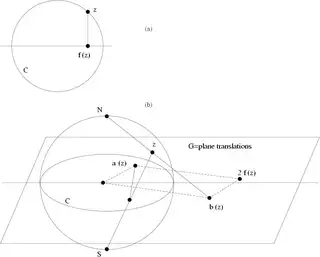 z
(a)
f (z)
C
(b)
N
z
G=plane translations
a (z)
2 f(z)
C
b (z)
S